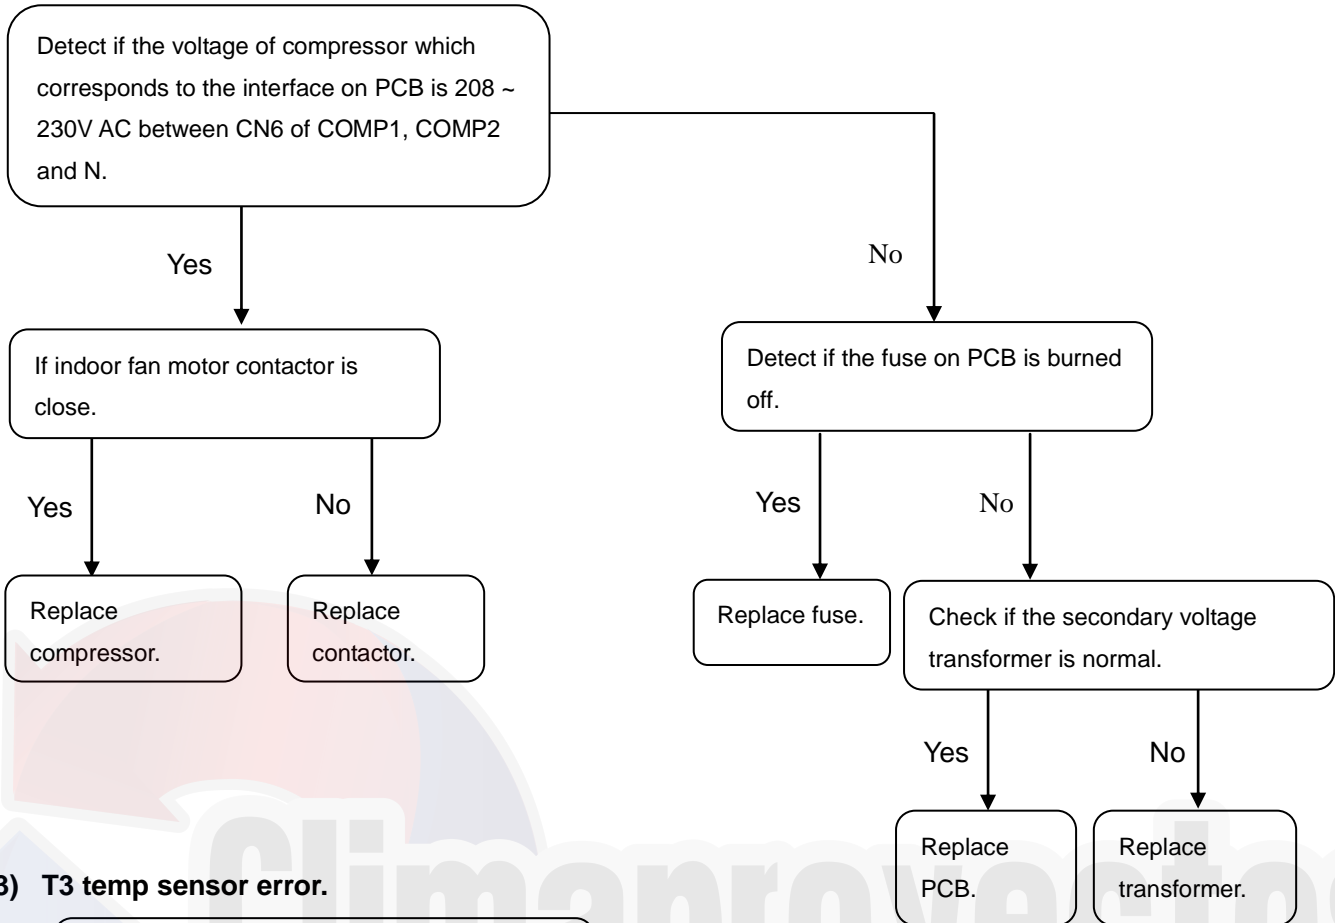 Detect if the voltage of compressor which
corresponds to the interface on PCB is 208 ~
230V AC between CN6 of COMP1, COMP2
and N.
Yes
No
If indoor fan motor contactor is
close.
Detect if the fuse on PCB is burned
off.
Yes
No
Yes
No
Replace
compressor.
Replace
contactor.
Replace fuse.
Check if the secondary voltage
transformer is normal.
Yes
No
Replace
PCB.
Replace
transformer.
3) T3 temp sensor error.